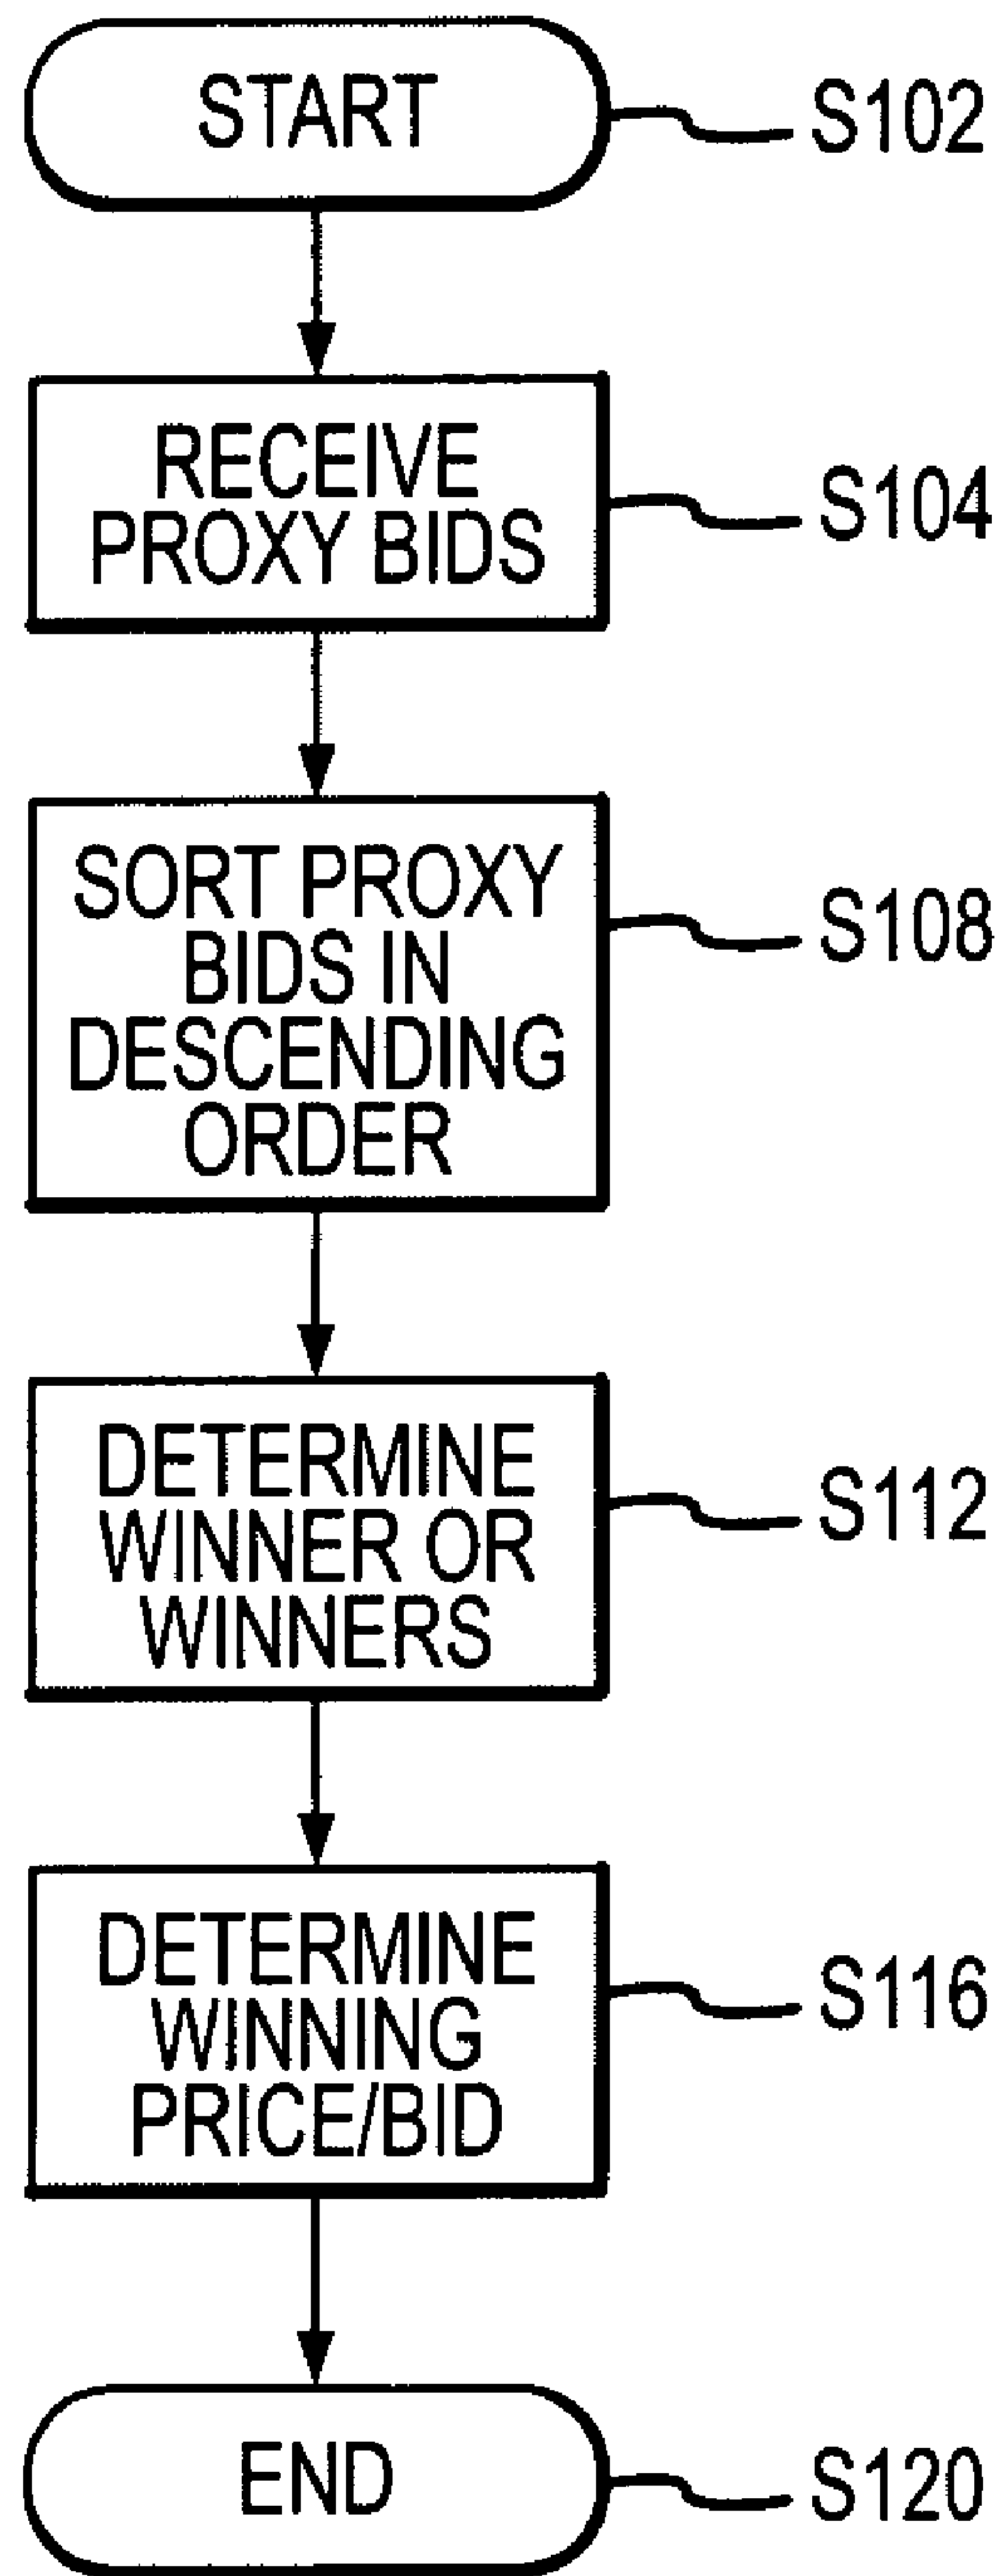 START
S102
RECEIVE
PROXY BIDS
S104
SORT PROXY
BIDS IN
DESCENDING
ORDER
S108
DETERMINE
WINNER OR
WINNERS
S112
DETERMINE
WINNING
PRICE/BID
S116
END
S120